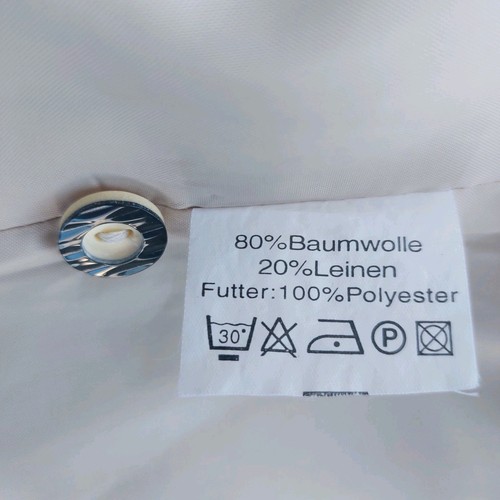 80%Baumwolle
20%Leinen
Futter:100%Polyester
30° P